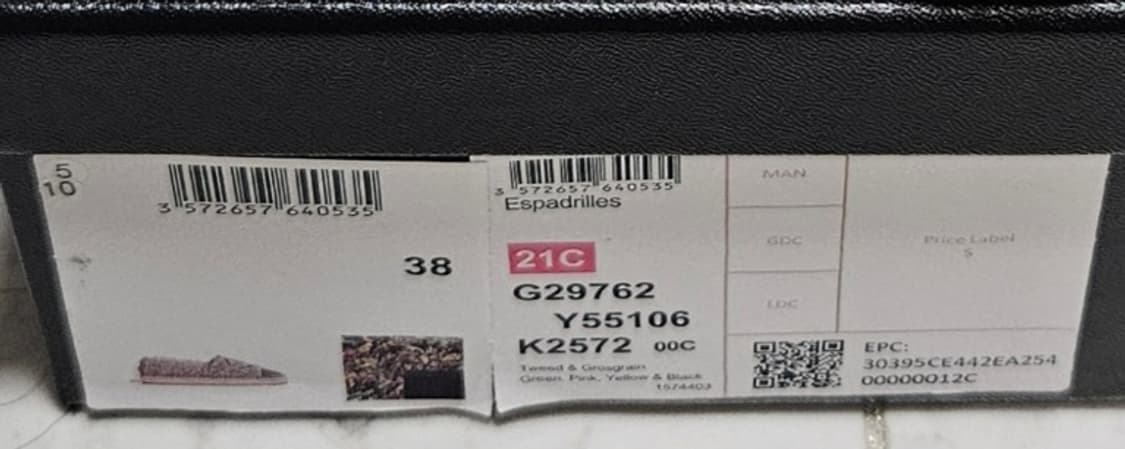 5
10
3 572657 640535
38
3 572657 640535
Espadrilles
21C
G29762
Y55106
K2572 00C
Tweed & Grosgrain
Green, Pink, Yellow & Black
1574403
MAN
GDC
LDC
Price Label
S
EPC:
30395CE442EA254
00000012C